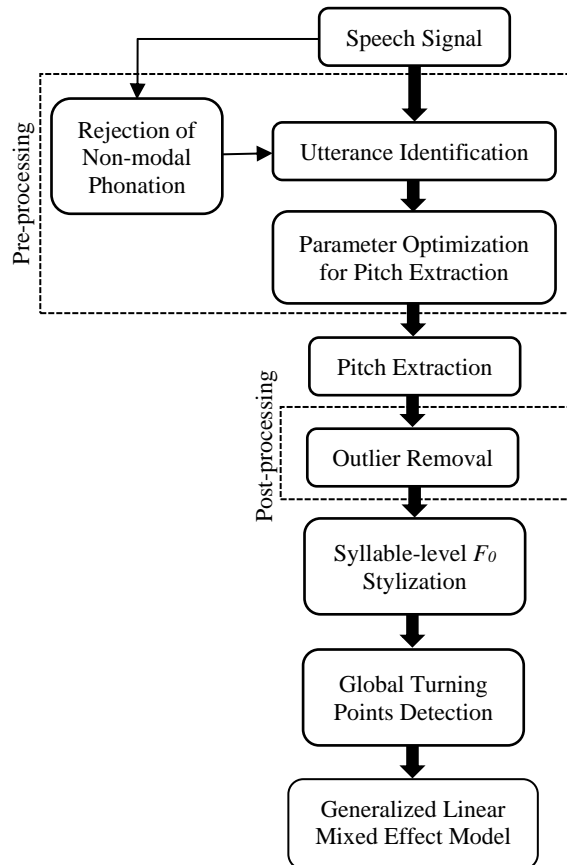 Speech Signal
Pre-processing
Rejection of
Non-modal
Phonation
Utterance Identification
Parameter Optimization
for Pitch Extraction
Pitch Extraction
Post-processing
Outlier Removal
Syllable-level F0
Stylization
Global Turning
Points Detection
Generalized Linear
Mixed Effect Model